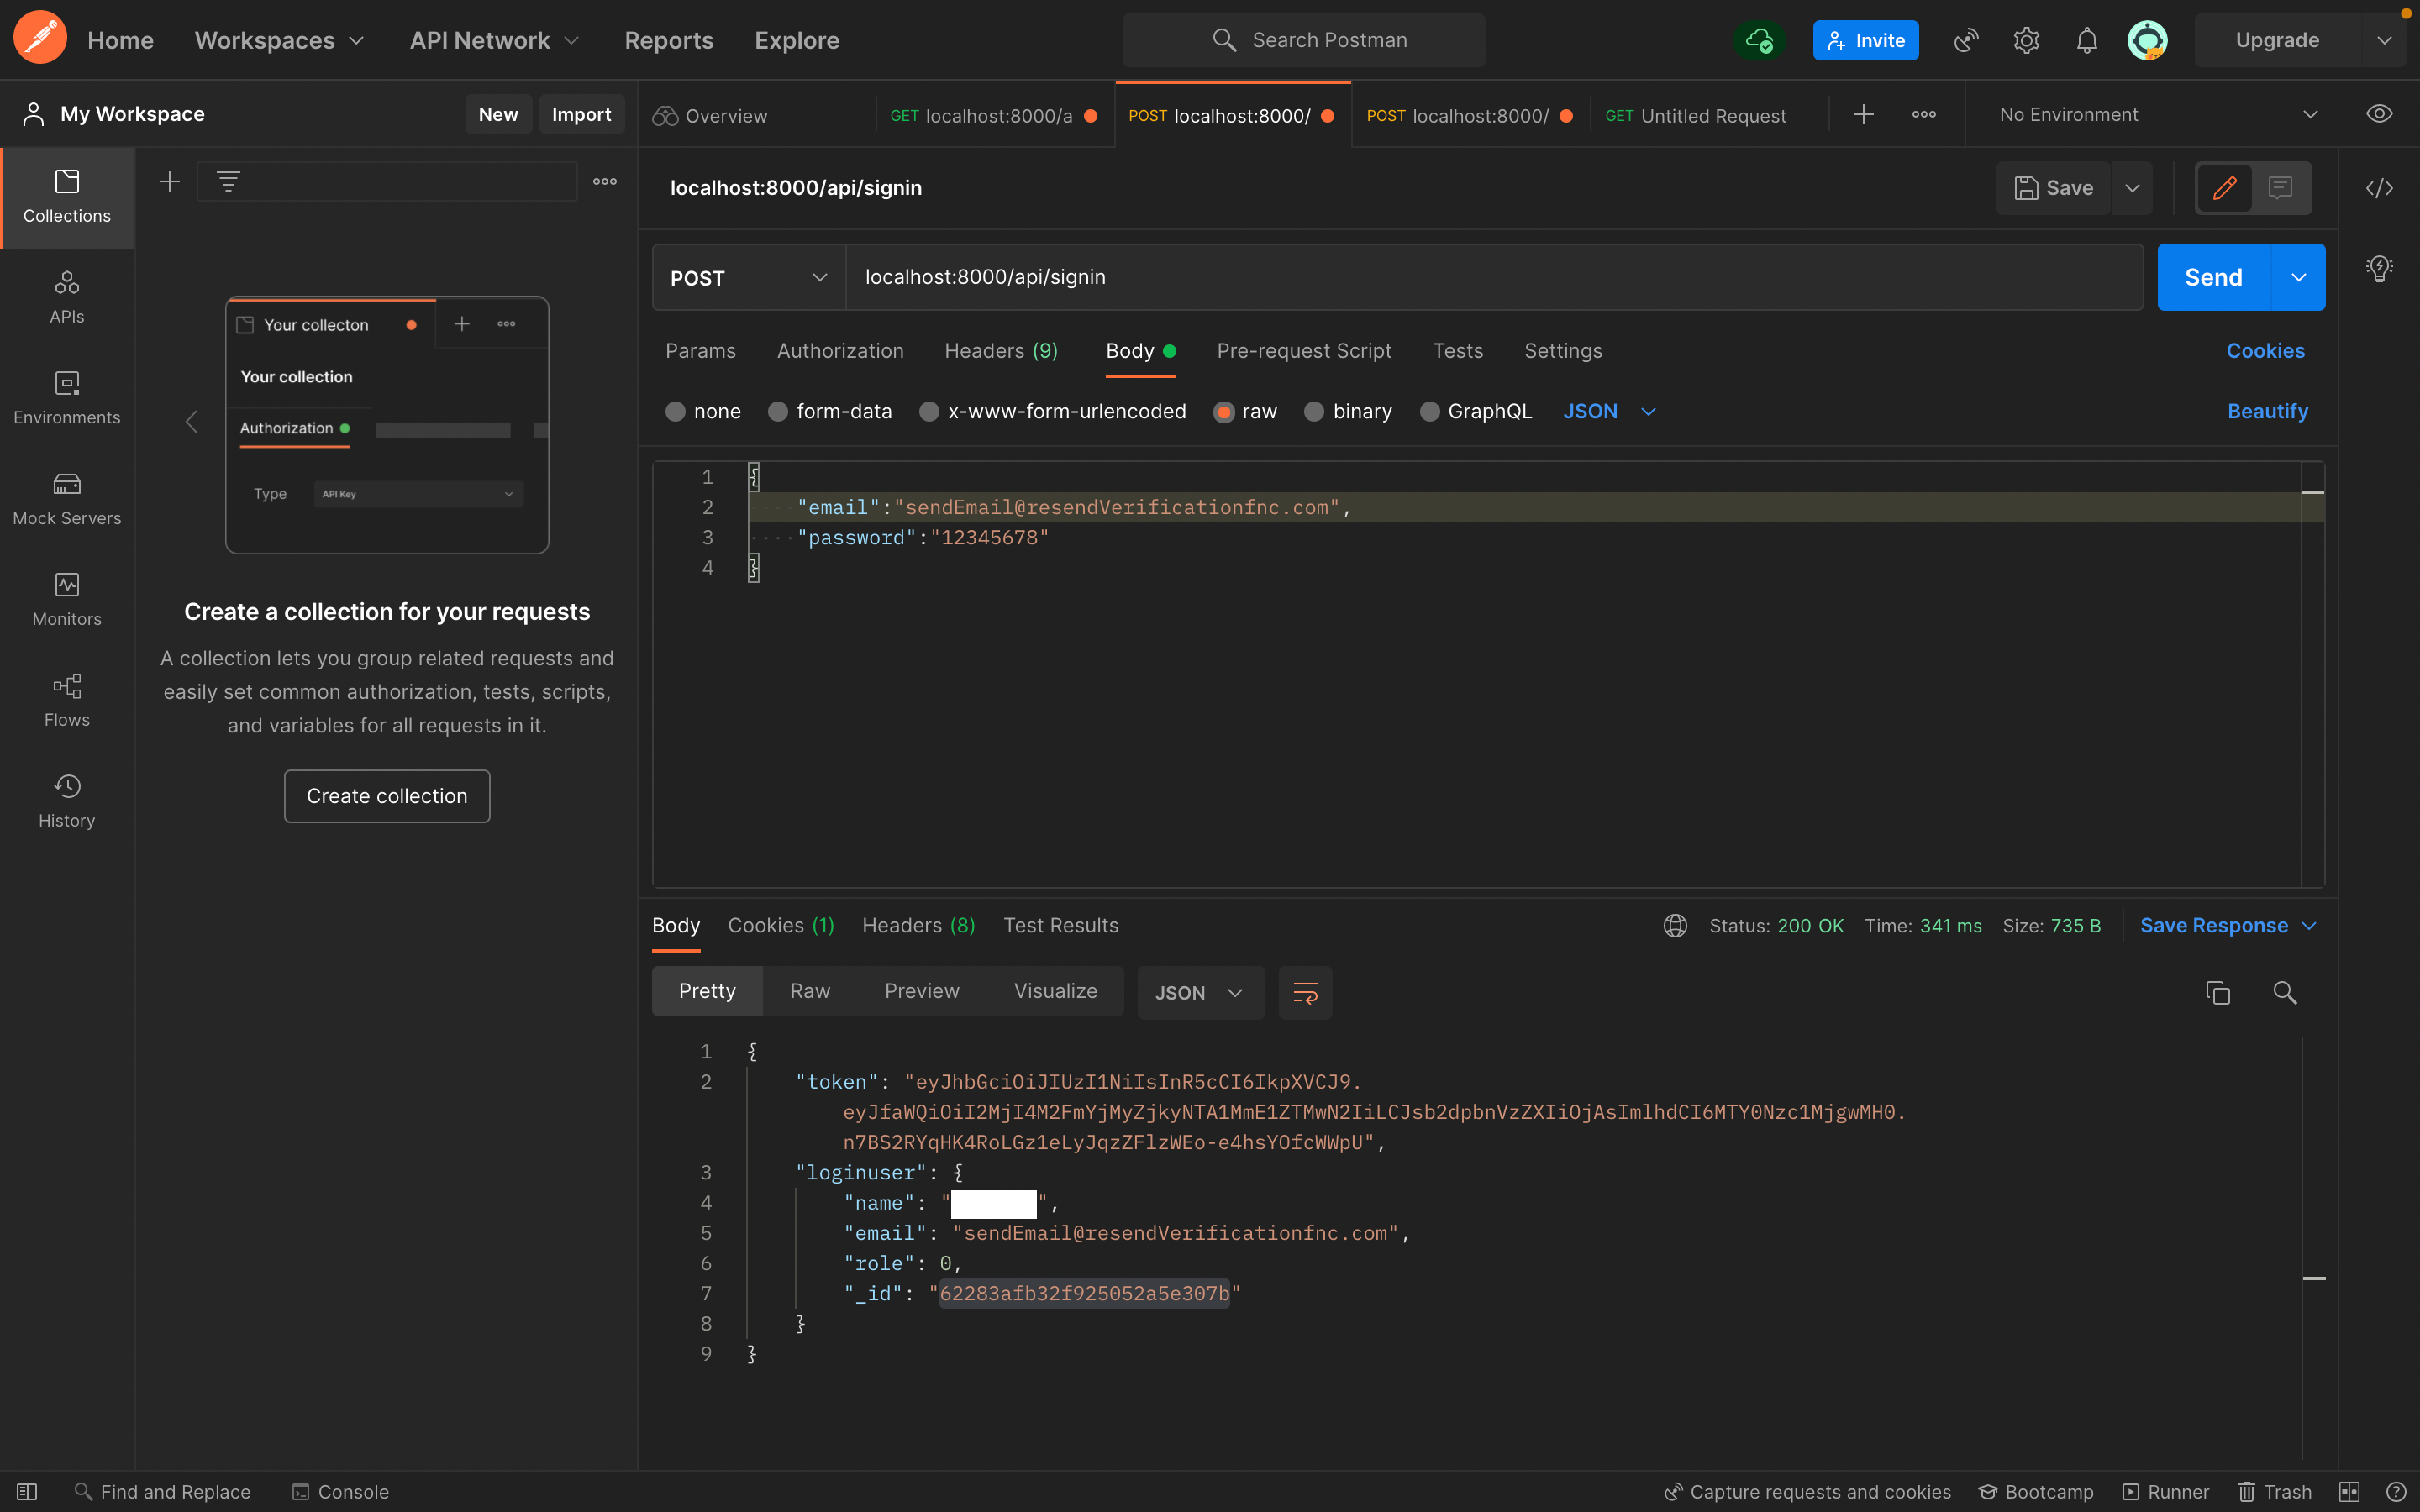 Home Workspaces API Network Reports Explore Search Postman Invite Upgrade
My Workspace New Import Overview GET localhost:8000/a POST localhost:8000/ POST localhost:8000/ GET Untitled Request No Environment
Collections
APIs
Environments
Mock Servers
Monitors
Flows
History
Your collecton
Your collection
Authorization
Type API Key
Create a collection for your requests
A collection lets you group related requests and
easily set common authorization, tests, scripts,
and variables for all requests in it.
Create collection
localhost:8000/api/signin Save
POST localhost:8000/api/signin Send
Params Authorization Headers (9) Body Pre-request Script Tests Settings Cookies
none form-data x-www-form-urlencoded raw binary GraphQL JSON Beautify
1 {
2 "email":"sendEmail@resendVerificationfnc.com",
3 "password":"12345678"
4 }
Body Cookies (1) Headers (8) Test Results Status: 200 OK Time: 341 ms Size: 735 B Save Response
Pretty Raw Preview Visualize JSON
1 {
2 "token": "eyJhbGciOiJIUzI1NiIsInR5cCI6IkpXVCJ9.
eyJfaWQiOiI2MjI4M2FmYjMyZjkyNTA1MmE1ZTMwN2IiLCJsb2dpbnVzZXIiOjAsImlhdCI6MTY0Nzc1MjgwMH0.
n7BS2RYqHK4RoLGz1eLyJqzZFlzWEo-e4hsYOfcWWpU",
3 "loginuser": {
4 "name": " ",
5 "email": "sendEmail@resendVerificationfnc.com",
6 "role": 0,
7 "_id": "62283afb32f925052a5e307b"
8 }
9 }
Find and Replace Console Capture requests and cookies Bootcamp Runner Trash